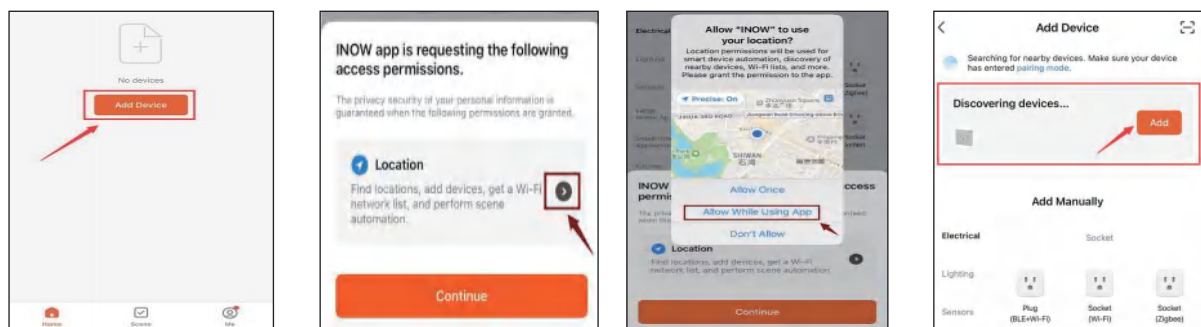 No devices
Add Device
Home
Scene
Me
INOW app is requesting the following
access permissions.
The privacy security of your personal information is
guaranteed when the following permissions are granted.
Location
Find locations, add devices, get a Wi-Fi
network list, and perform scene
automation.
Continue
Electrical
Allow "INOW" to use
your location?
Location permissions will be used for
smart device automation, discovery of
nearby devices, Wi-Fi lists, and more.
Please grant the permission to the app.
Precise: On
SHIWAN
石湾
Allow Once
Allow While Using App
Don't Allow
INOW
Location
Find locations, add devices, get a Wi-Fi
network list, and perform scene automation.
Continue
Add Device
Searching for nearby devices. Make sure your device
has entered pairing mode.
Discovering devices...
Add
Add Manually
Electrical
Socket
Lighting
Sensors
Plug
(BLE+Wi-Fi)
Socket
(Wi-Fi)
Socket
(Zigbee)